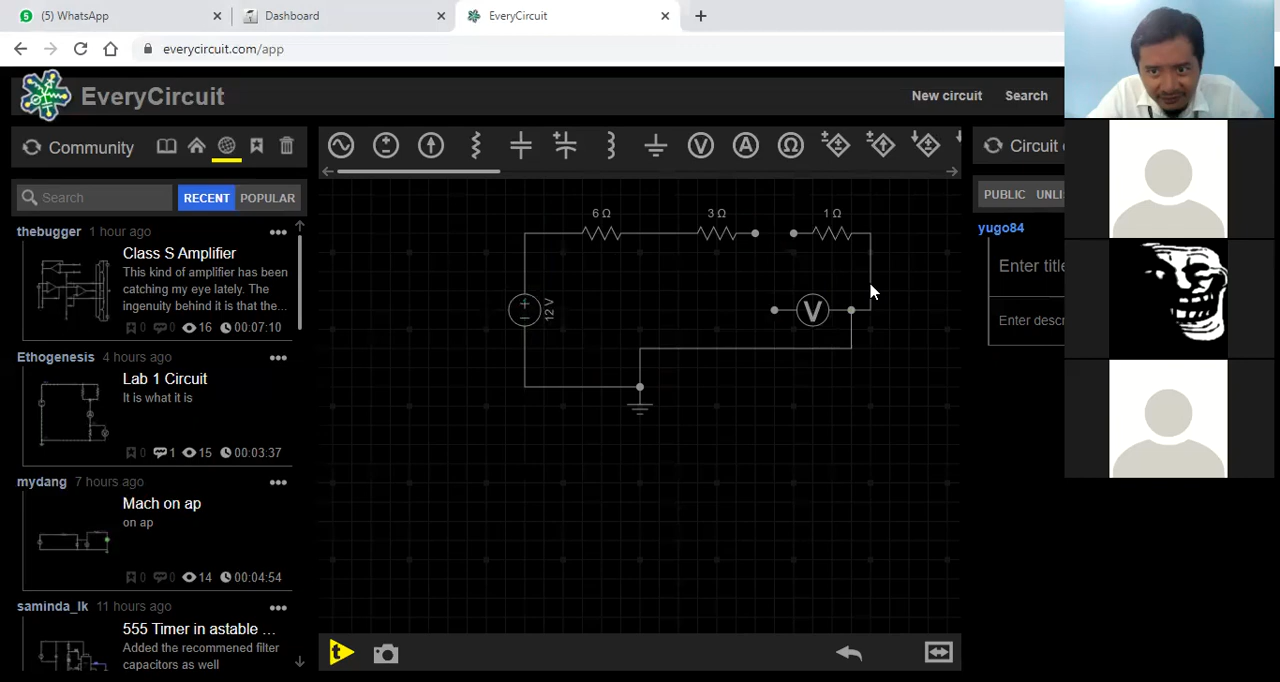 (5) WhatsApp
Dashboard
EveryCircuit
everycircuit.com/app
EveryCircuit
New circuit
Search
Community
Search
RECENT
POPULAR
thebugger 1 hour ago
Class S Amplifier
This kind of amplifier has been
catching my eye lately. The
ingenuity behind it is that the...
0 0 16 00:07:10
Ethogenesis 4 hours ago
Lab 1 Circuit
It is what it is
0 1 15 00:03:37
mydang 7 hours ago
Mach on ap
on ap
0 0 14 00:04:54
saminda_lk 11 hours ago
555 Timer in astable ...
Added the recommened filter
capacitors as well
V A Ω
6 Ω
3 Ω
1 Ω
12 V
V
t
Circuit
PUBLIC UNLI
yugo84
Enter title
Enter descr